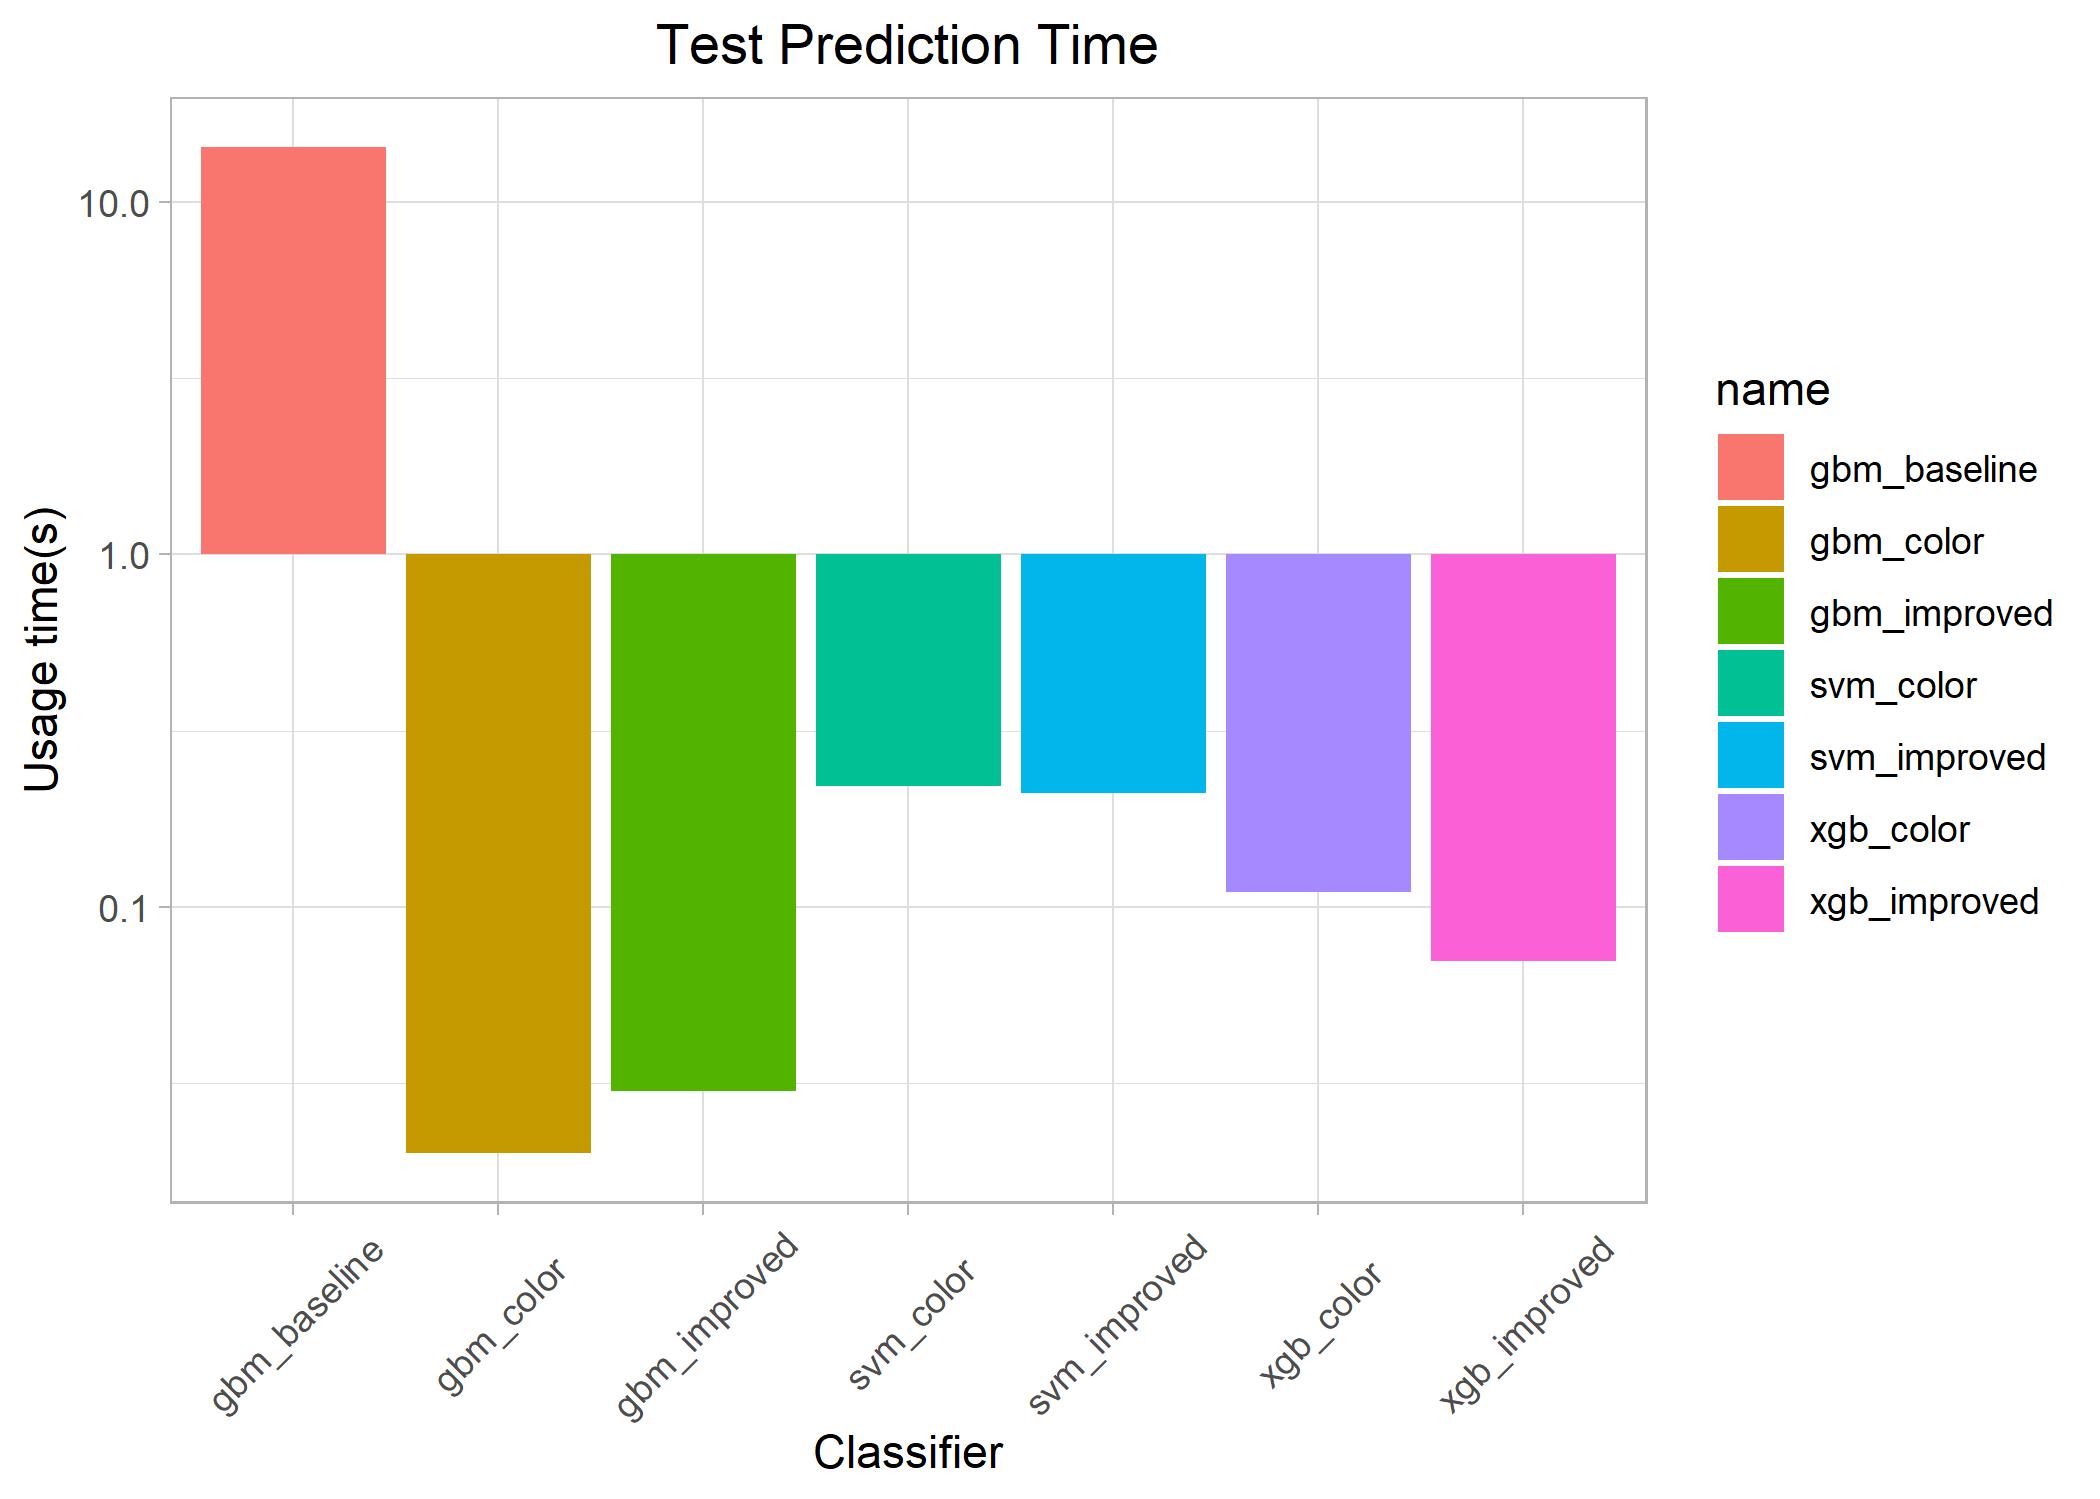 Test Prediction Time
Usage time(s)
10.0
1.0
0.1
gbm_baseline
gbm_color
gbm_improved
svm_color
svm_improved
xgb_color
xgb_improved
Classifier
name
gbm_baseline
gbm_color
gbm_improved
svm_color
svm_improved
xgb_color
xgb_improved